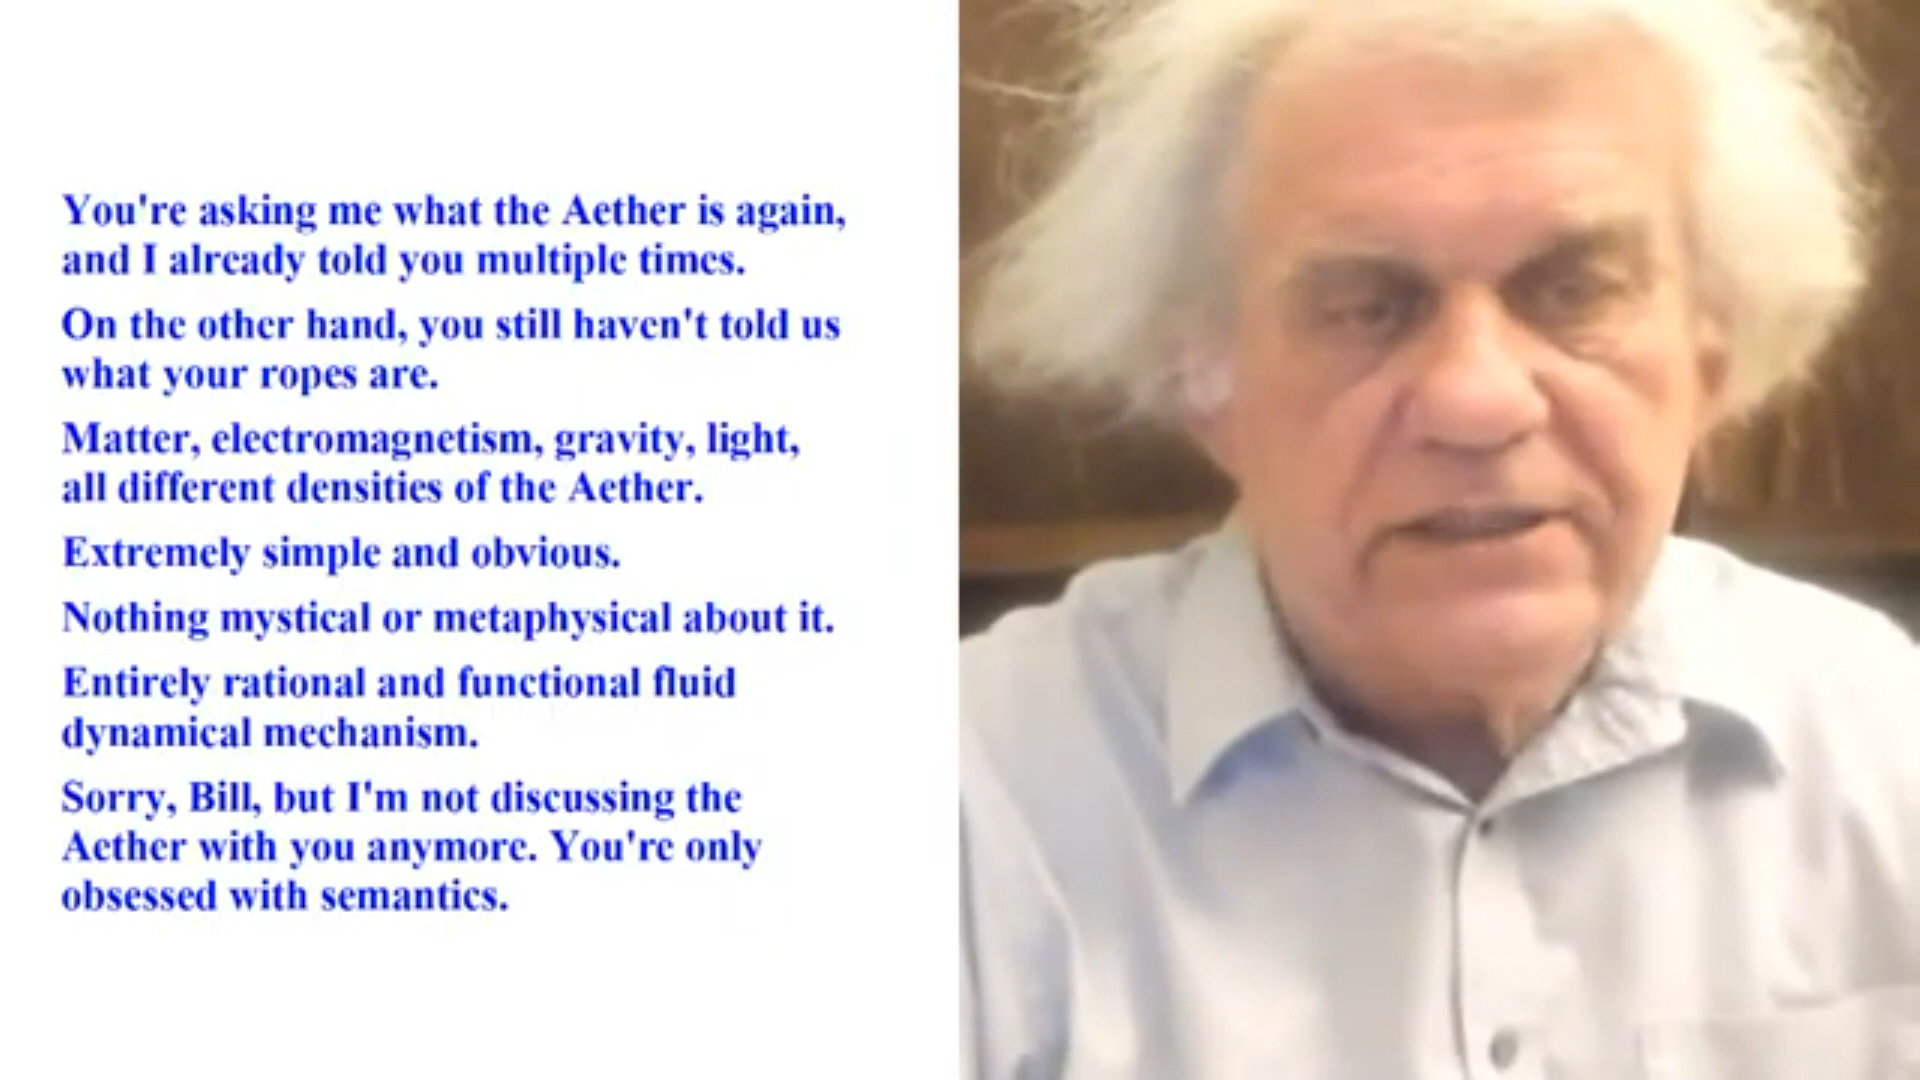 You're asking me what the Aether is again,
and I already told you multiple times.
On the other hand, you still haven't told us
what your ropes are.
Matter, electromagnetism, gravity, light,
all different densities of the Aether.
Extremely simple and obvious.
Nothing mystical or metaphysical about it.
Entirely rational and functional fluid
dynamical mechanism.
Sorry, Bill, but I'm not discussing the
Aether with you anymore. You're only
obsessed with semantics.